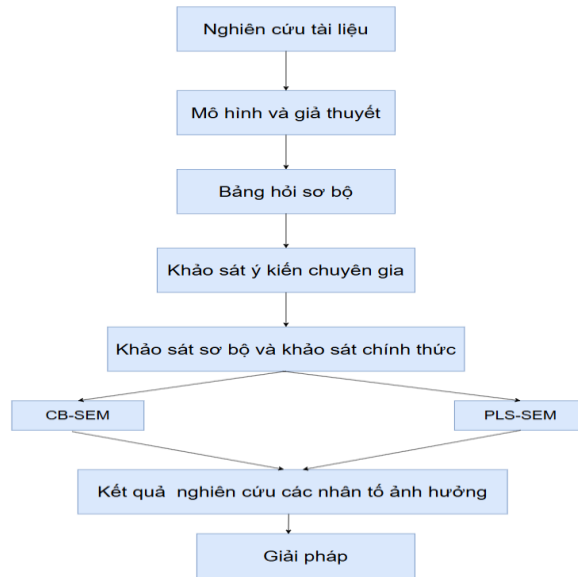 Nghiên cứu tài liệu
Mô hình và giả thuyết
Bảng hỏi sơ bộ
Khảo sát ý kiến chuyên gia
Khảo sát sơ bộ và khảo sát chính thức
CB-SEM
PLS-SEM
Kết quả nghiên cứu các nhân tố ảnh hưởng
Giải pháp